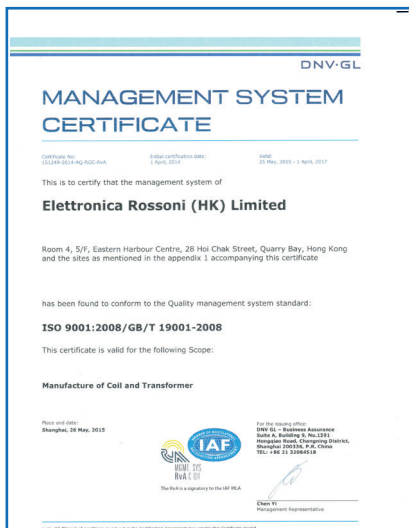 DNV·GL
MANAGEMENT SYSTEM
CERTIFICATE
Certificate No:
151249-2014-AQ-RGC-RvA
Initial certification date:
1 April, 2014
Valid:
25 May, 2015 - 1 April, 2017
This is to certify that the management system of
Elettronica Rossoni (HK) Limited
Room 4, 5/F, Eastern Harbour Centre, 28 Hoi Chak Street, Quarry Bay, Hong Kong
and the sites as mentioned in the appendix 1 accompanying this certificate
has been found to conform to the Quality management system standard:
ISO 9001:2008/GB/T 19001-2008
This certificate is valid for the following Scope:
Manufacture of Coil and Transformer
Place and date:
Shanghai, 26 May, 2015
IAF
MGMT. SYS.
RvA C 024
The RvA is a signatory to the IAF MLA
For the issuing office:
DNV GL – Business Assurance
Suite A, Building 9, No.1591
Hongqiao Road, Changning District,
Shanghai 200336, P.R. China
TEL: +86 21 32084518
Chen Yi
Management Representative